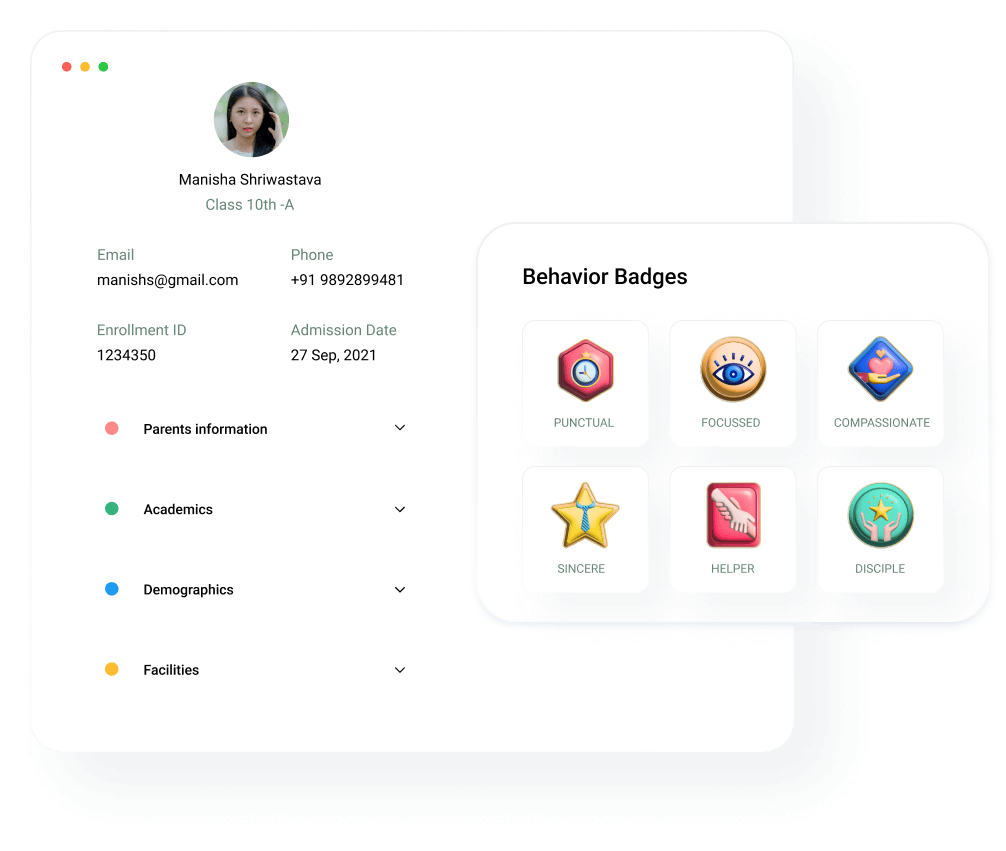 Manisha Shriwastava
Class 10th -A
Email
manishs@gmail.com
Phone
+91 9892899481
Enrollment ID
1234350
Admission Date
27 Sep, 2021
Parents information
Academics
Demographics
Facilities
Behavior Badges
PUNCTUAL
FOCUSSED
COMPASSIONATE
SINCERE
HELPER
DISCIPLE